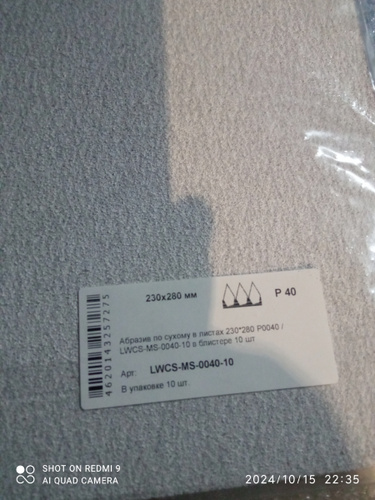 230x280 мм
P 40
Абразив по сухому в листах 230*280 P0040 /
LWCS-MS-0040-10 в блистере 10 шт
Арт. LWCS-MS-0040-10
В упаковке 10 шт.
4620143257275
SHOT ON REDMI 9
AI QUAD CAMERA
2024/10/15 22:35